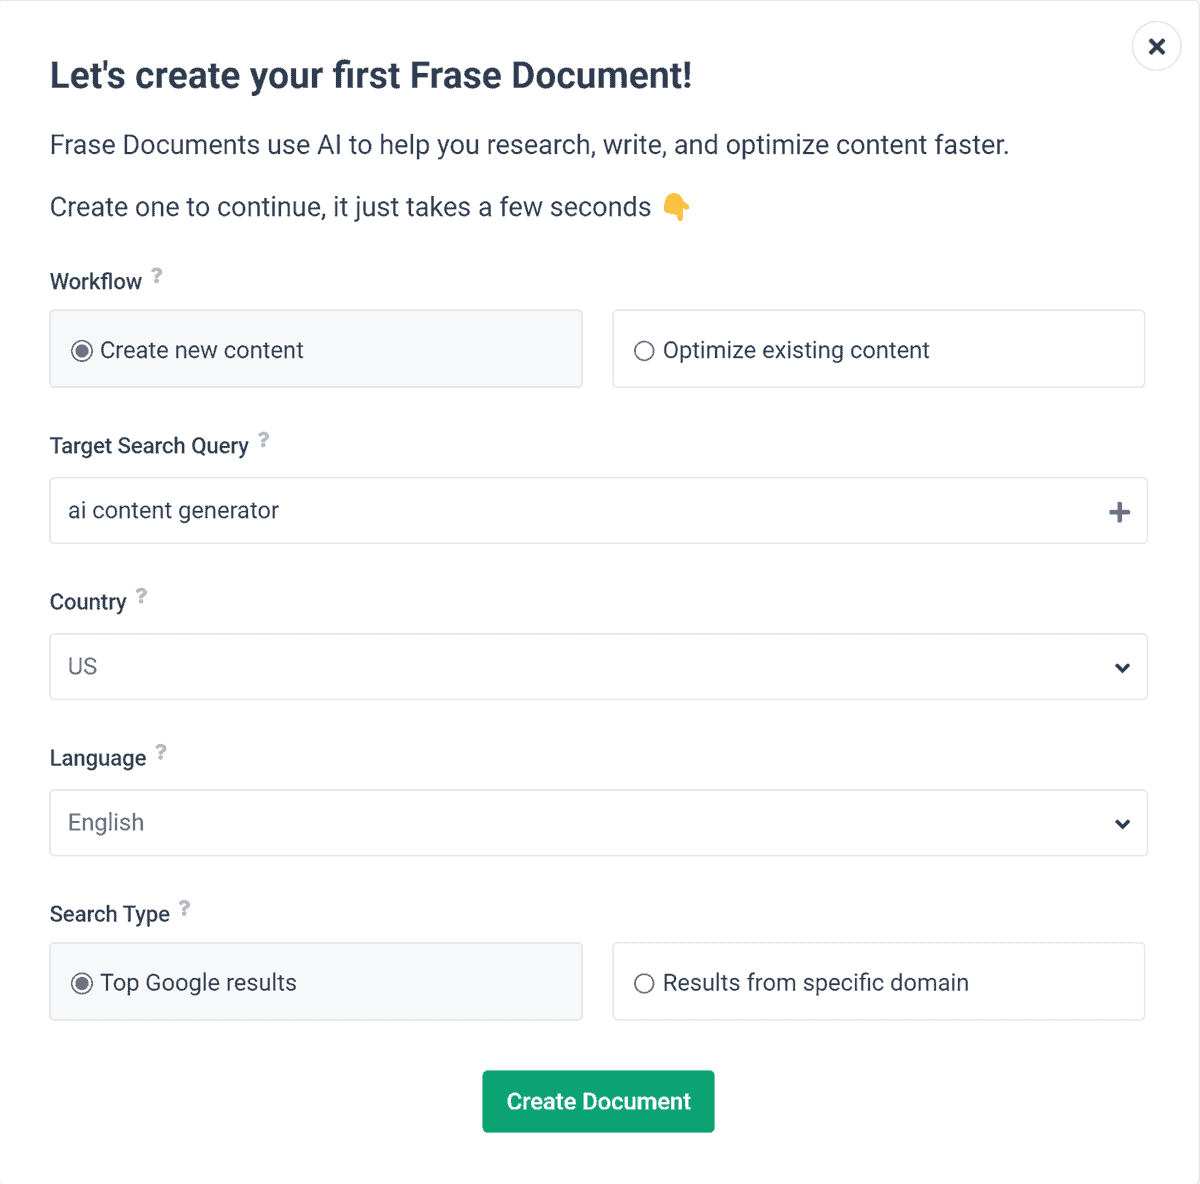 Let's create your first Frase Document!
Frase Documents use AI to help you research, write, and optimize content faster.
Create one to continue, it just takes a few seconds 👇
Workflow ?
Create new content
Optimize existing content
Target Search Query ?
ai content generator
Country ?
US
Language ?
English
Search Type ?
Top Google results
Results from specific domain
Create Document